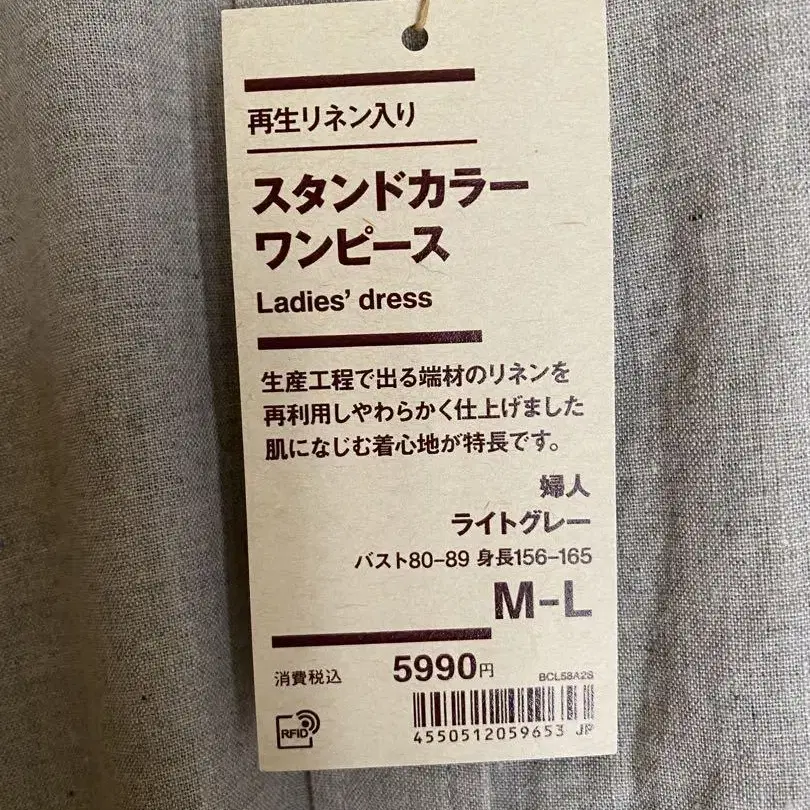 再生リネン入り
スタンドカラー
ワンピース
Ladies' dress
生産工程で出る端材のリネンを
再利用しやわらかく仕上げました
肌になじむ着心地が特長です。
婦人
ライトグレー
バスト80-89 身長156-165
M-L
消費税込 5990円
BCL58A2S
RFID
4550512059653 JP